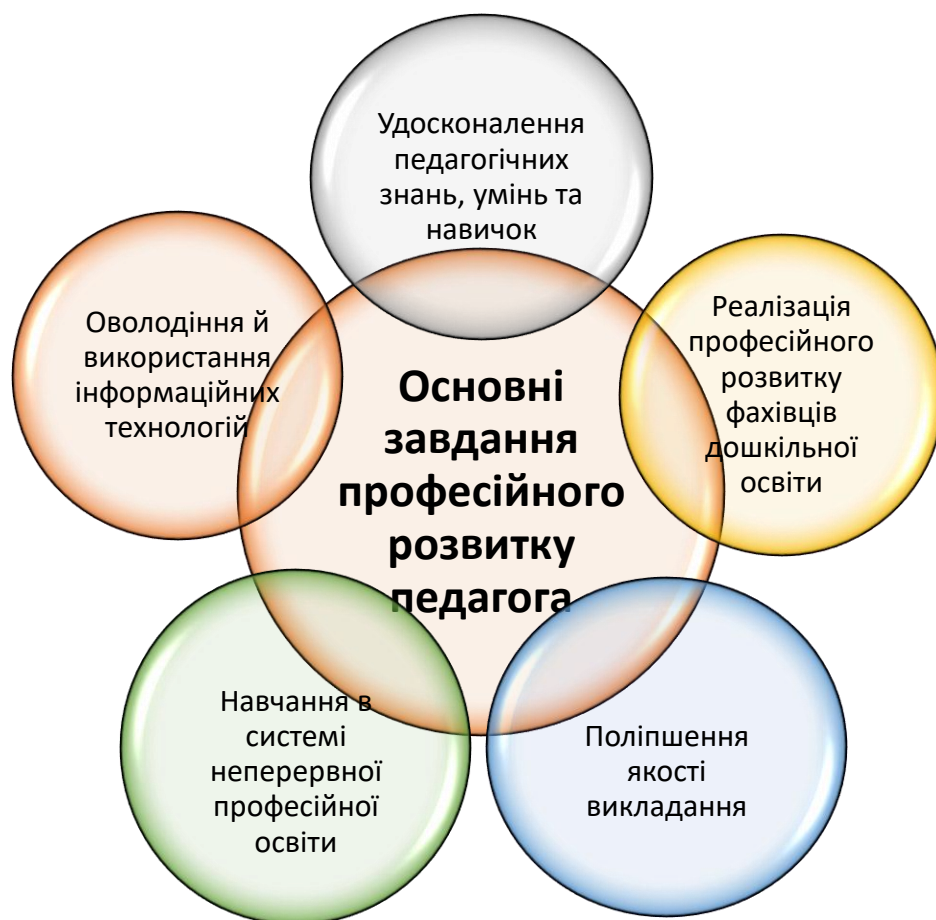 Удосконалення
педагогічних
знань, умінь та
навичок
Оволодіння й
використання
інформаційних
технологій
Реалізація
професійного
розвитку
фахівців
дошкільної
освіти
Основні
завдання
професійного
розвитку
педагога
Навчання в
системі
неперервної
професійної
освіти
Поліпшення
якості
викладання